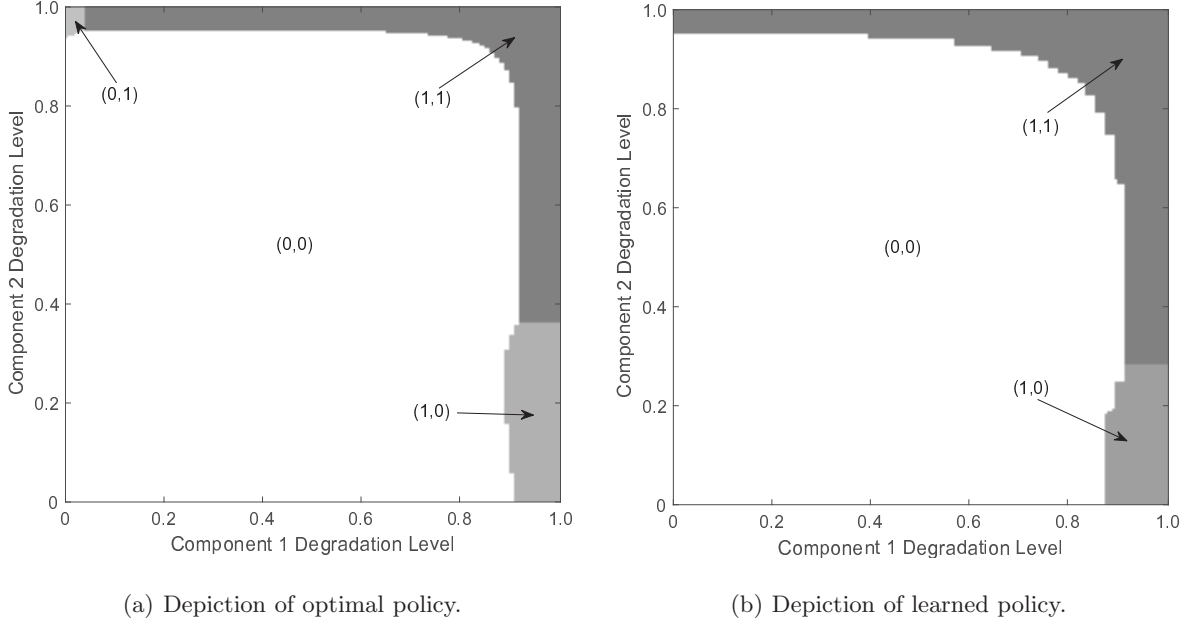 1.0
0.8
0.6
0.4
0.2
0
Component 2 Degradation Level
(0,1)
(1,1)
(0,0)
(1,0)
0 0.2 0.4 0.6 0.8 1.0
Component 1 Degradation Level
(a) Depiction of optimal policy.
1.0
0.8
0.6
0.4
0.2
0
Component 2 Degradation Level
(1,1)
(0,0)
(1,0)
0 0.2 0.4 0.6 0.8 1.0
Component 1 Degradation Level
(b) Depiction of learned policy.